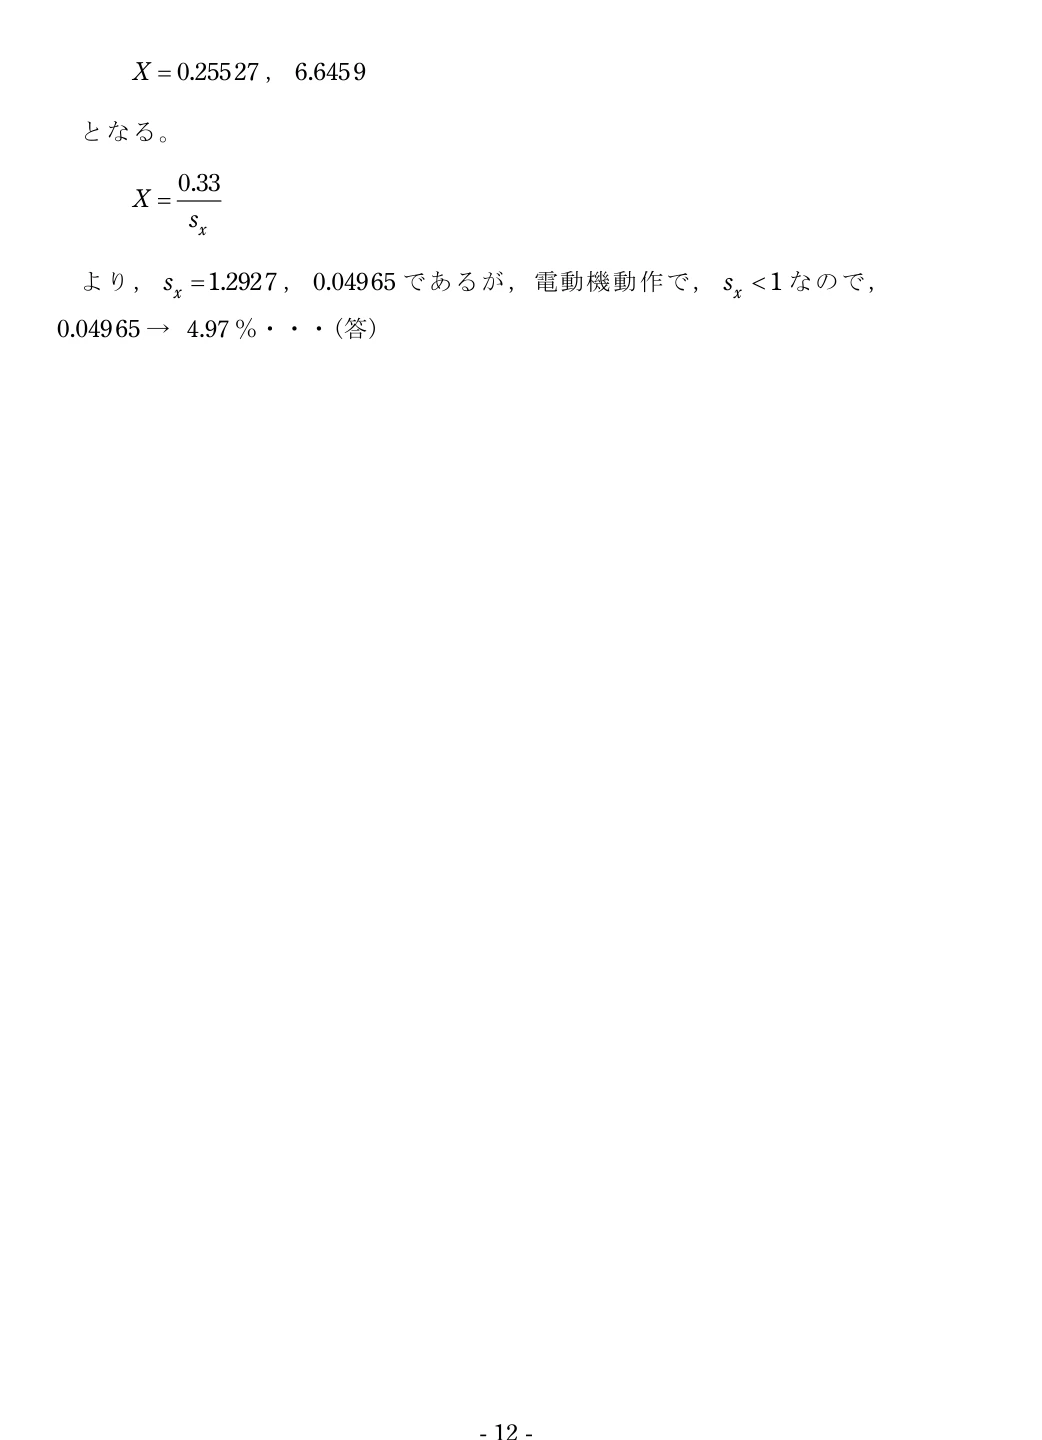 X = 0.25527 , 6.6459
となる。
X = 0.33 / s_x
より, s_x = 1.2927 , 0.04965 であるが, 電動機動作で, s_x < 1 なので,
0.04965 → 4.97 %・・・(答)
- 12 -